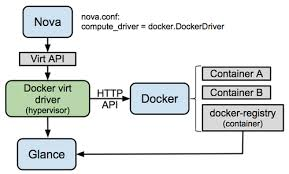 Nova
nova.conf:
compute_driver = docker.DockerDriver
Virt API
Docker virt
driver
(hypervisor)
HTTP
API
Docker
Container A
Container B
docker-registry
(container)
Glance